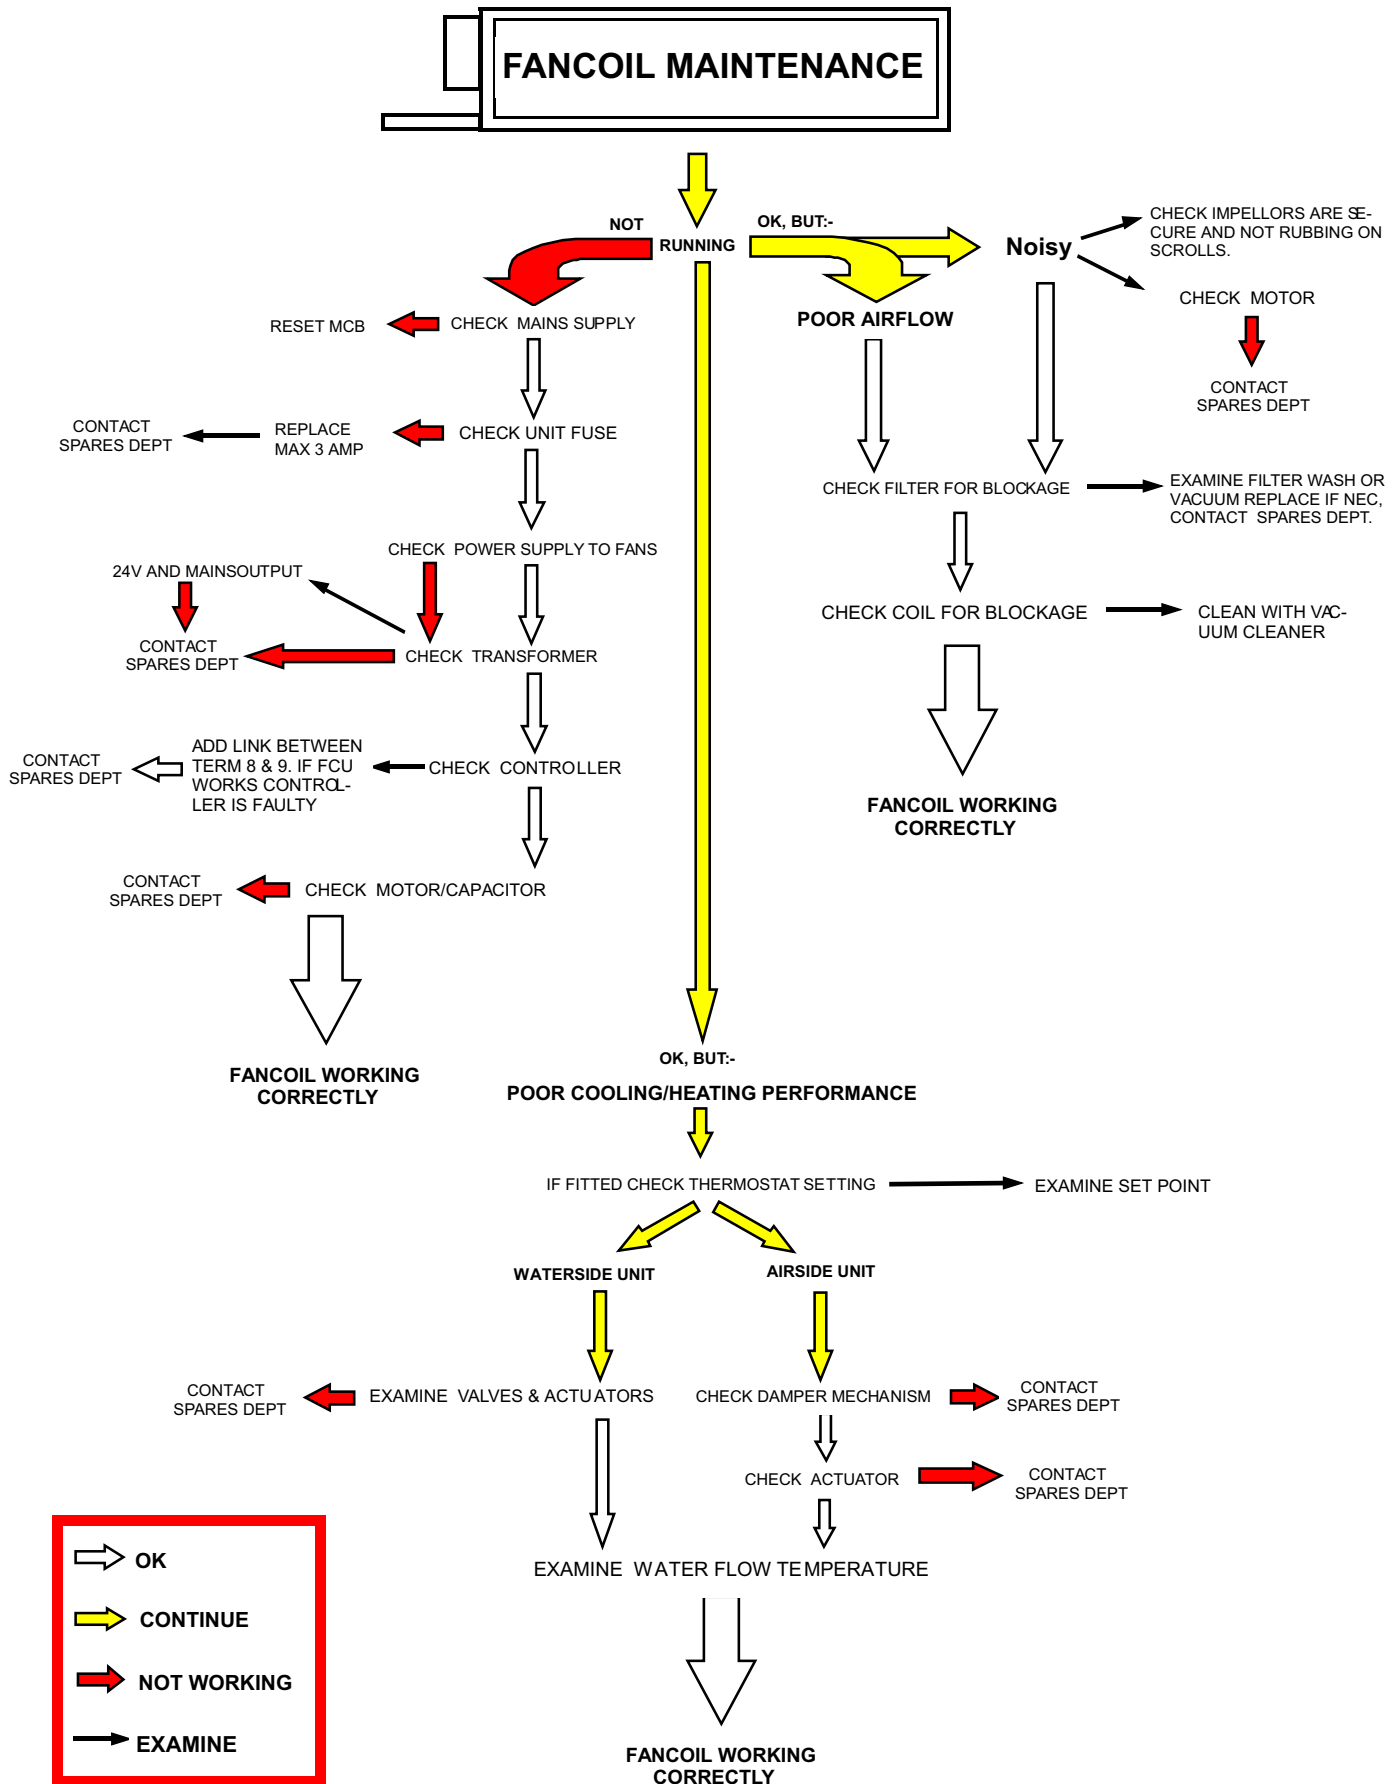 FANCOIL MAINTENANCE
NOT
OK, BUT:-
RUNNING
Noisy
CHECK IMPELLORS ARE SE-
CURE AND NOT RUBBING ON
SCROLLS.
CHECK MOTOR
CONTACT
SPARES DEPT
POOR AIRFLOW
RESET MCB
CHECK MAINS SUPPLY
CONTACT
SPARES DEPT
REPLACE
MAX 3 AMP
CHECK UNIT FUSE
CHECK FILTER FOR BLOCKAGE
EXAMINE FILTER WASH OR
VACUUM REPLACE IF NEC,
CONTACT SPARES DEPT.
CHECK POWER SUPPLY TO FANS
24V AND MAINSOUTPUT
CHECK COIL FOR BLOCKAGE
CLEAN WITH VAC-
UUM CLEANER
CONTACT
SPARES DEPT
CHECK TRANSFORMER
CONTACT
SPARES DEPT
ADD LINK BETWEEN
TERM 8 & 9. IF FCU
WORKS CONTROL-
LER IS FAULTY
CHECK CONTROLLER
FANCOIL WORKING
CORRECTLY
CONTACT
SPARES DEPT
CHECK MOTOR/CAPACITOR
FANCOIL WORKING
CORRECTLY
OK, BUT:-
POOR COOLING/HEATING PERFORMANCE
IF FITTED CHECK THERMOSTAT SETTING
EXAMINE SET POINT
WATERSIDE UNIT
AIRSIDE UNIT
CONTACT
SPARES DEPT
EXAMINE VALVES & ACTUATORS
CHECK DAMPER MECHANISM
CONTACT
SPARES DEPT
CHECK ACTUATOR
CONTACT
SPARES DEPT
EXAMINE WATER FLOW TEMPERATURE
FANCOIL WORKING
CORRECTLY
OK
CONTINUE
NOT WORKING
EXAMINE